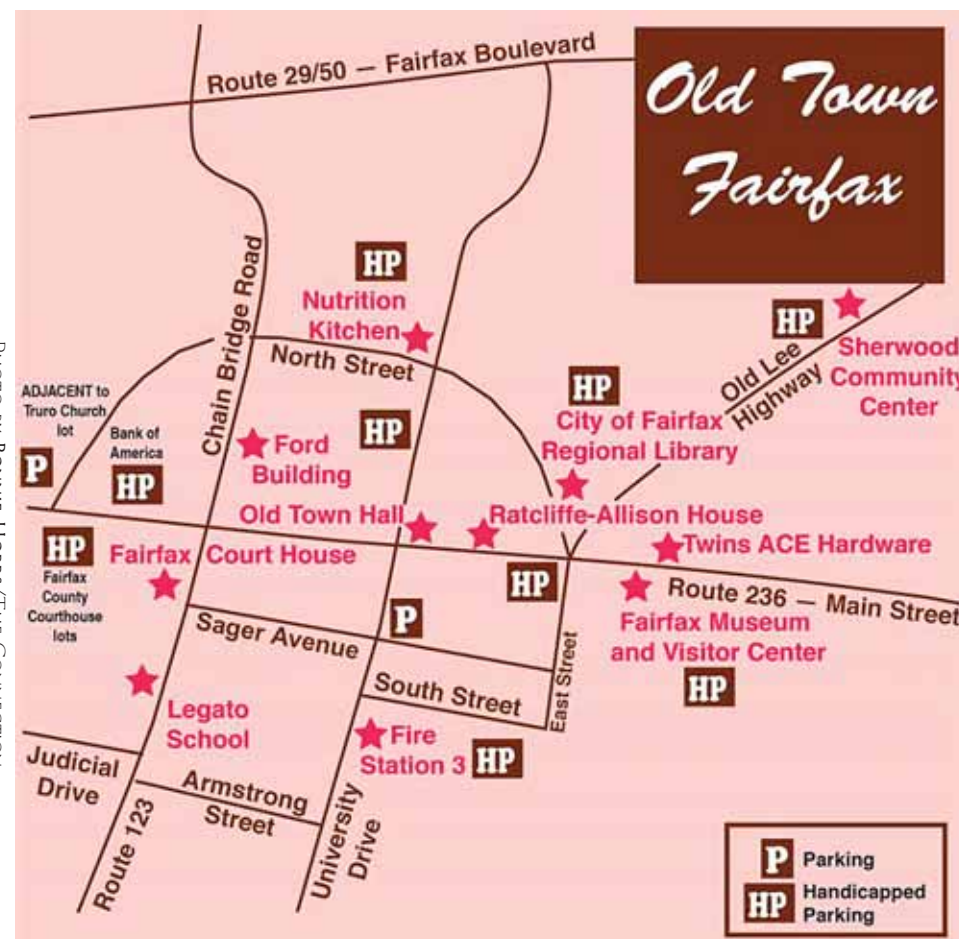 Route 29/50 — Fairfax Boulevard
Old Town
Fairfax
Chain Bridge Road
HP
Nutrition
Kitchen
North Street
HP
Sherwood
Community
Center
Old Lee
Highway
ADJACENT to
Truro Church
lot
P
Bank of
America
HP
Ford
Building
HP
HP
City of Fairfax
Regional Library
Old Town Hall
Ratcliffe-Allison House
Twins ACE Hardware
HP
Fairfax
County
Courthouse
lots
Fairfax Court House
HP
Route 236 — Main Street
Sager Avenue
P
Fairfax Museum
and Visitor Center
HP
East Street
South Street
Legato
School
Fire
Station 3
HP
Judicial
Drive
Armstrong
Street
Route 123
University
Drive
P Parking
HP Handicapped
Parking